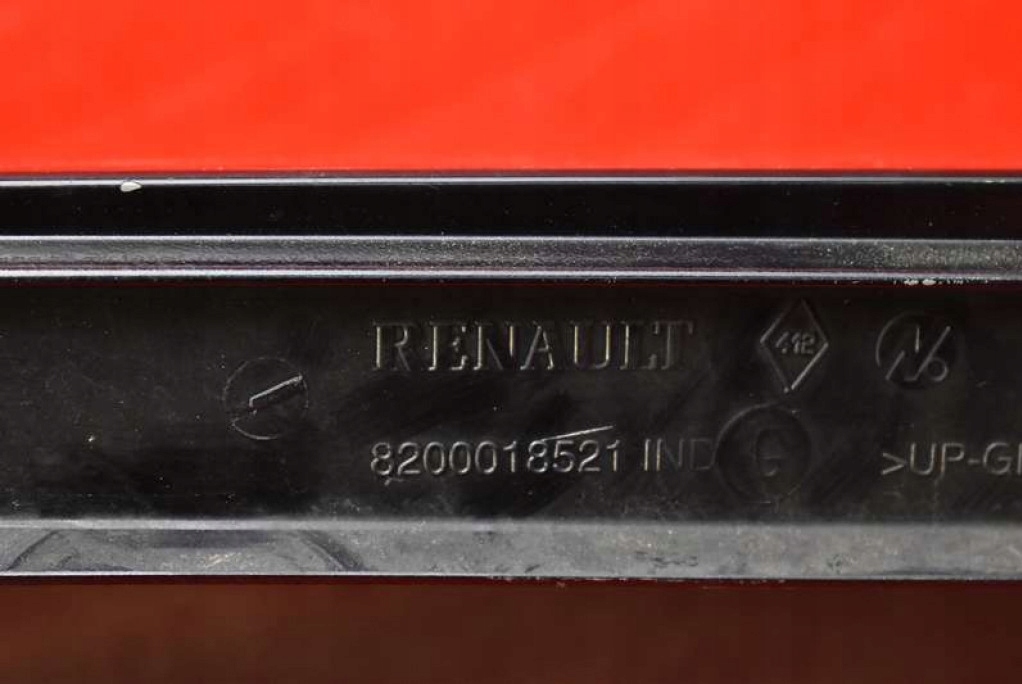 RENAULT 412
8200018521 IND G >UP-G